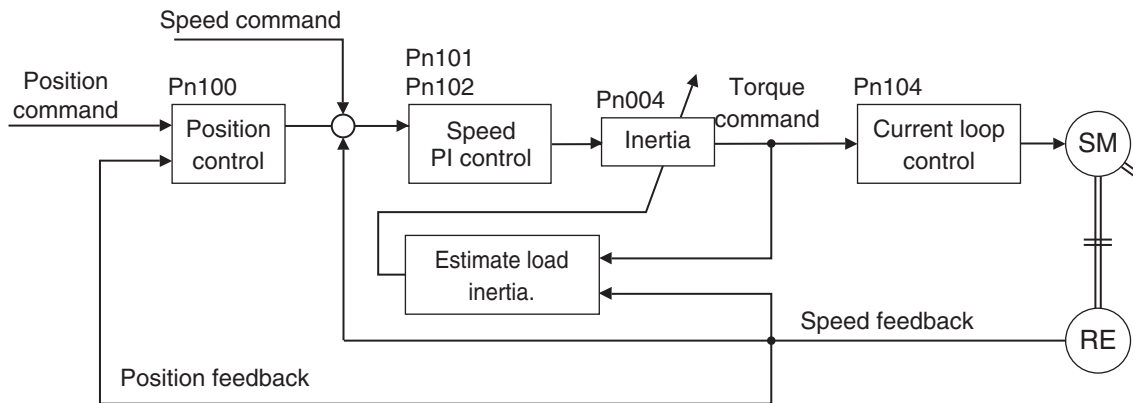 Speed command
Position
command
Pn100
Position
control
Pn101
Pn102
Speed
PI control
Pn004
Inertia
Torque
command
Pn104
Current loop
control
SM
Estimate load
inertia.
Speed feedback
RE
Position feedback